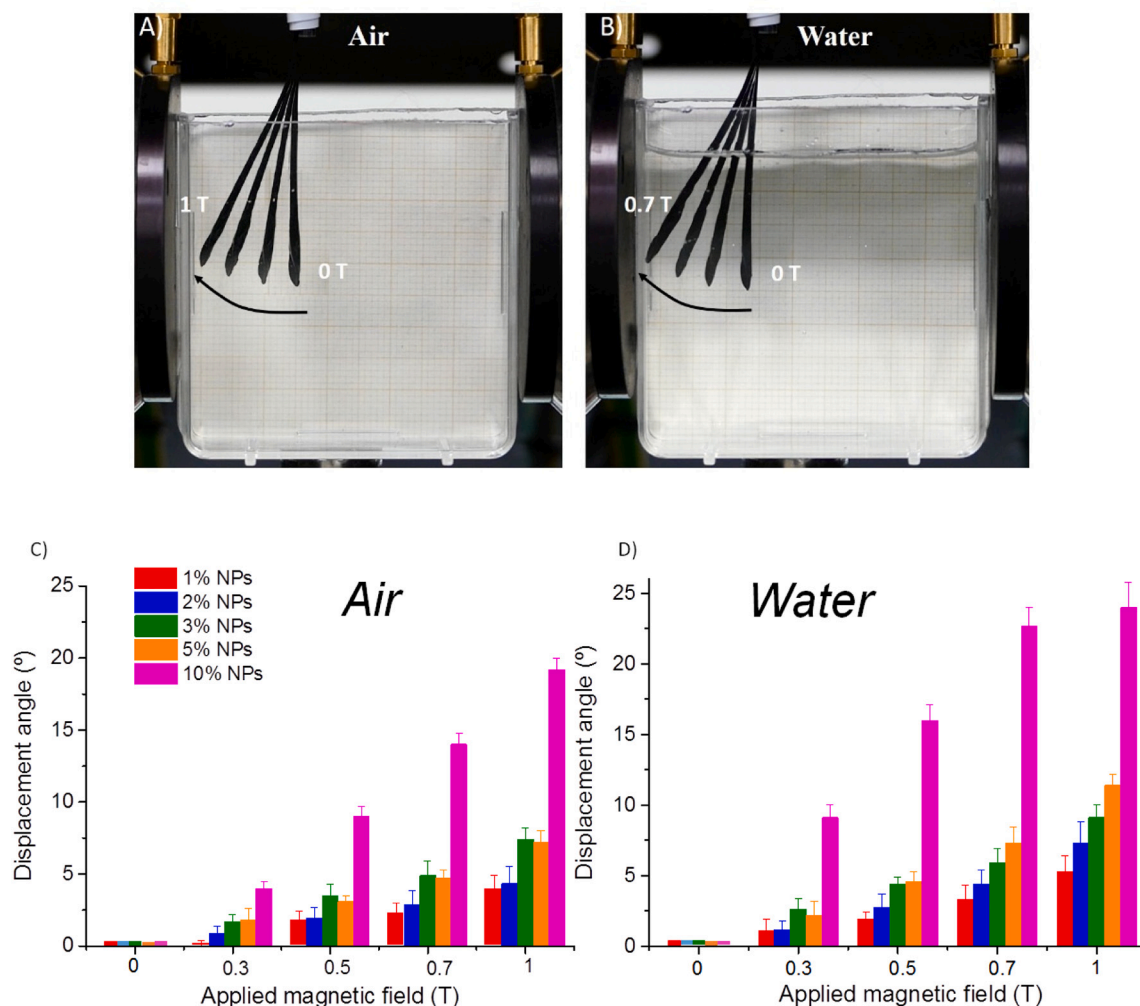 A)
Air
1 T
0 T
B)
Water
0.7 T
0 T
C)
Air
1% NPs
2% NPs
3% NPs
5% NPs
10% NPs
Displacement angle (º)
25
20
15
10
5
0
0 0.3 0.5 0.7 1
Applied magnetic field (T)
D)
Water
Displacement angle (º)
25
20
15
10
5
0
0 0.3 0.5 0.7 1
Applied magnetic field (T)